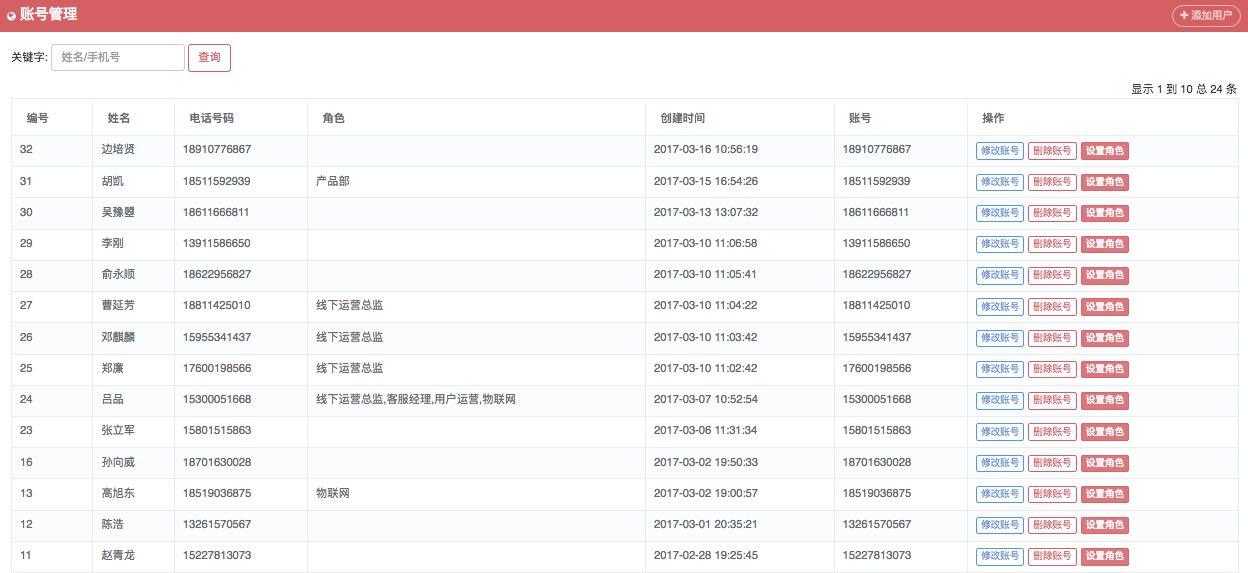 账号管理
添加用户
关键字: 姓名/手机号 查询
显示 1 到 10 总 24 条
编号 姓名 电话号码 角色 创建时间 账号 操作
32 边培贤 18910776867 2017-03-16 10:56:19 18910776867 修改账号 删除账号 设置角色
31 胡凯 18511592939 产品部 2017-03-15 16:54:26 18511592939 修改账号 删除账号 设置角色
30 吴豫曌 18611666811 2017-03-13 13:07:32 18611666811 修改账号 删除账号 设置角色
29 李刚 13911586650 2017-03-10 11:06:58 13911586650 修改账号 删除账号 设置角色
28 俞永顺 18622956827 2017-03-10 11:05:41 18622956827 修改账号 删除账号 设置角色
27 曹延芳 18811425010 线下运营总监 2017-03-10 11:04:22 18811425010 修改账号 删除账号 设置角色
26 邓麒麟 15955341437 线下运营总监 2017-03-10 11:03:42 15955341437 修改账号 删除账号 设置角色
25 郑廉 17600198566 线下运营总监 2017-03-10 11:02:42 17600198566 修改账号 删除账号 设置角色
24 吕品 15300051668 线下运营总监,客服经理,用户运营,物联网 2017-03-07 10:52:54 15300051668 修改账号 删除账号 设置角色
23 张立军 15801515863 2017-03-06 11:31:34 15801515863 修改账号 删除账号 设置角色
16 孙向威 18701630028 2017-03-02 19:50:33 18701630028 修改账号 删除账号 设置角色
13 高旭东 18519036875 物联网 2017-03-02 19:00:57 18519036875 修改账号 删除账号 设置角色
12 陈浩 13261570567 2017-03-01 20:35:21 13261570567 修改账号 删除账号 设置角色
11 赵青龙 15227813073 2017-02-28 19:25:45 15227813073 修改账号 删除账号 设置角色